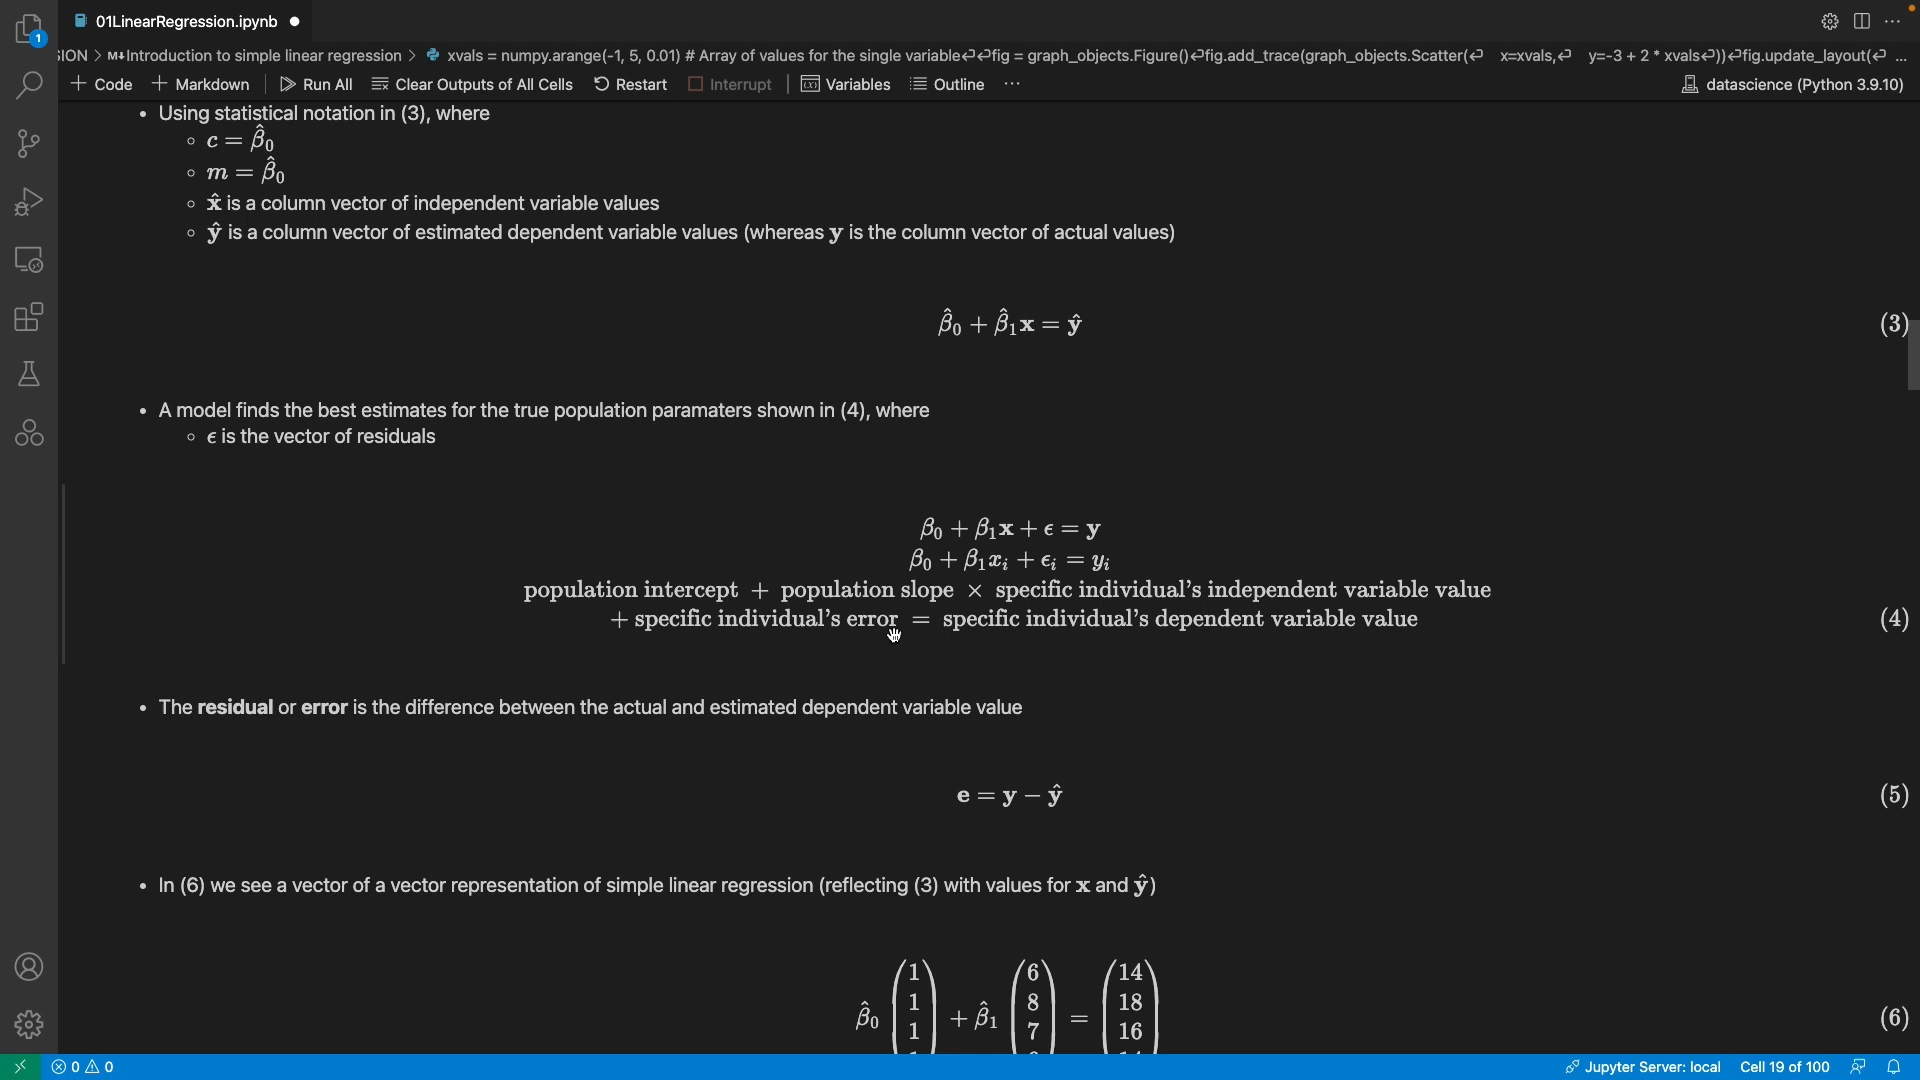 01LinearRegression.ipynb
1
SION > M↓Introduction to simple linear regression > xvals = numpy.arange(-1, 5, 0.01) # Array of values for the single variable↵↵fig = graph_objects.Figure()↵fig.add_trace(graph_objects.Scatter(↵ x=xvals,↵ y=-3 + 2 * xvals↵))↵fig.update_layout(↵ ...
+ Code + Markdown Run All Clear Outputs of All Cells Restart Interrupt Variables Outline ... datascience (Python 3.9.10)
• Using statistical notation in (3), where
c = β̂₀
m = β̂₀
x̂ is a column vector of independent variable values
ŷ is a column vector of estimated dependent variable values (whereas y is the column vector of actual values)
β̂₀ + β̂₁x = ŷ (3)
• A model finds the best estimates for the true population paramaters shown in (4), where
ϵ is the vector of residuals
β₀ + β₁x + ϵ = y
β₀ + β₁xᵢ + ϵᵢ = yᵢ
population intercept + population slope × specific individual's independent variable value
+ specific individual's error = specific individual's dependent variable value (4)
• The residual or error is the difference between the actual and estimated dependent variable value
e = y − ŷ (5)
• In (6) we see a vector of a vector representation of simple linear regression (reflecting (3) with values for x and ŷ)
1 6 14
1 8 18
β̂₀ + β̂₁ = (6)
1 7 16
0 0 Jupyter Server: local Cell 19 of 100